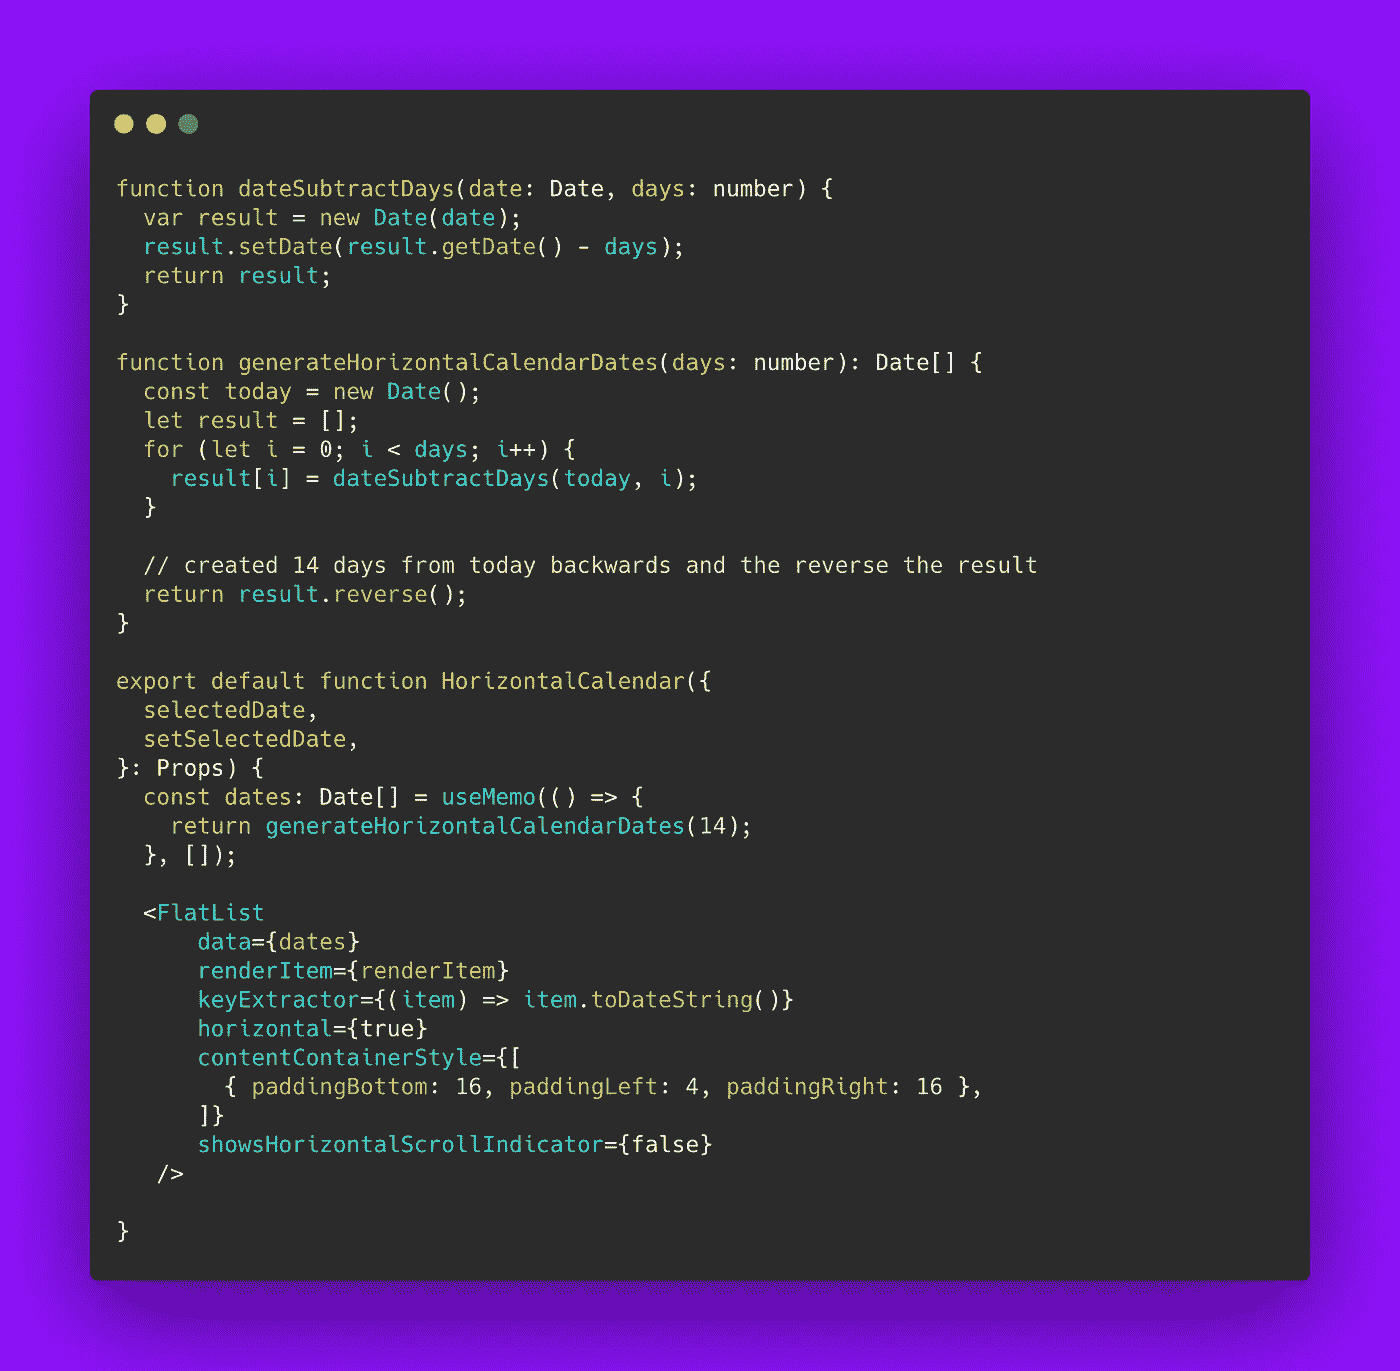 function dateSubtractDays(date: Date, days: number) {
  var result = new Date(date);
  result.setDate(result.getDate() - days);
  return result;
}

function generateHorizontalCalendarDates(days: number): Date[] {
  const today = new Date();
  let result = [];
  for (let i = 0; i < days; i++) {
    result[i] = dateSubtractDays(today, i);
  }

  // created 14 days from today backwards and the reverse the result
  return result.reverse();
}

export default function HorizontalCalendar({
  selectedDate,
  setSelectedDate,
}: Props) {
  const dates: Date[] = useMemo(() => {
    return generateHorizontalCalendarDates(14);
  }, []);

  <FlatList
      data={dates}
      renderItem={renderItem}
      keyExtractor={(item) => item.toDateString()}
      horizontal={true}
      contentContainerStyle={[
        { paddingBottom: 16, paddingLeft: 4, paddingRight: 16 },
      ]}
      showsHorizontalScrollIndicator={false}
   />

}